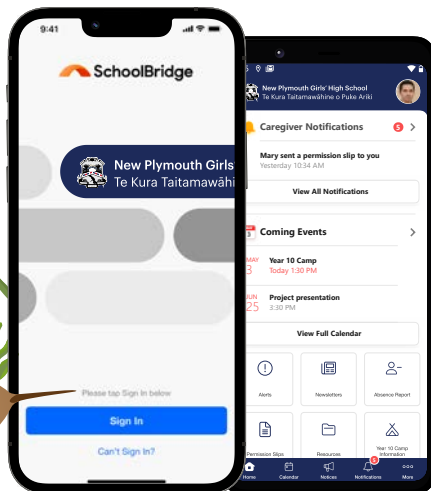 9:41
SchoolBridge
New Plymouth Girls'
Te Kura Taitamawāhi
Please tap Sign In below
Sign In
Can't Sign In?
New Plymouth Girls' High School
Te Kura Taitamawāhine o Puke Ariki
Caregiver Notifications
5
Mary sent a permission slip to you
Yesterday 10:34 AM
View All Notifications
Coming Events
MAY
3
Year 10 Camp
Today 1:30 PM
JUN
25
Project presentation
3:30 PM
View Full Calendar
Alerts
Newsletters
Absence Report
Permission Slips
Resources
Year 10 Camp
Information
Home
Calendar
Notices
Notifications
More